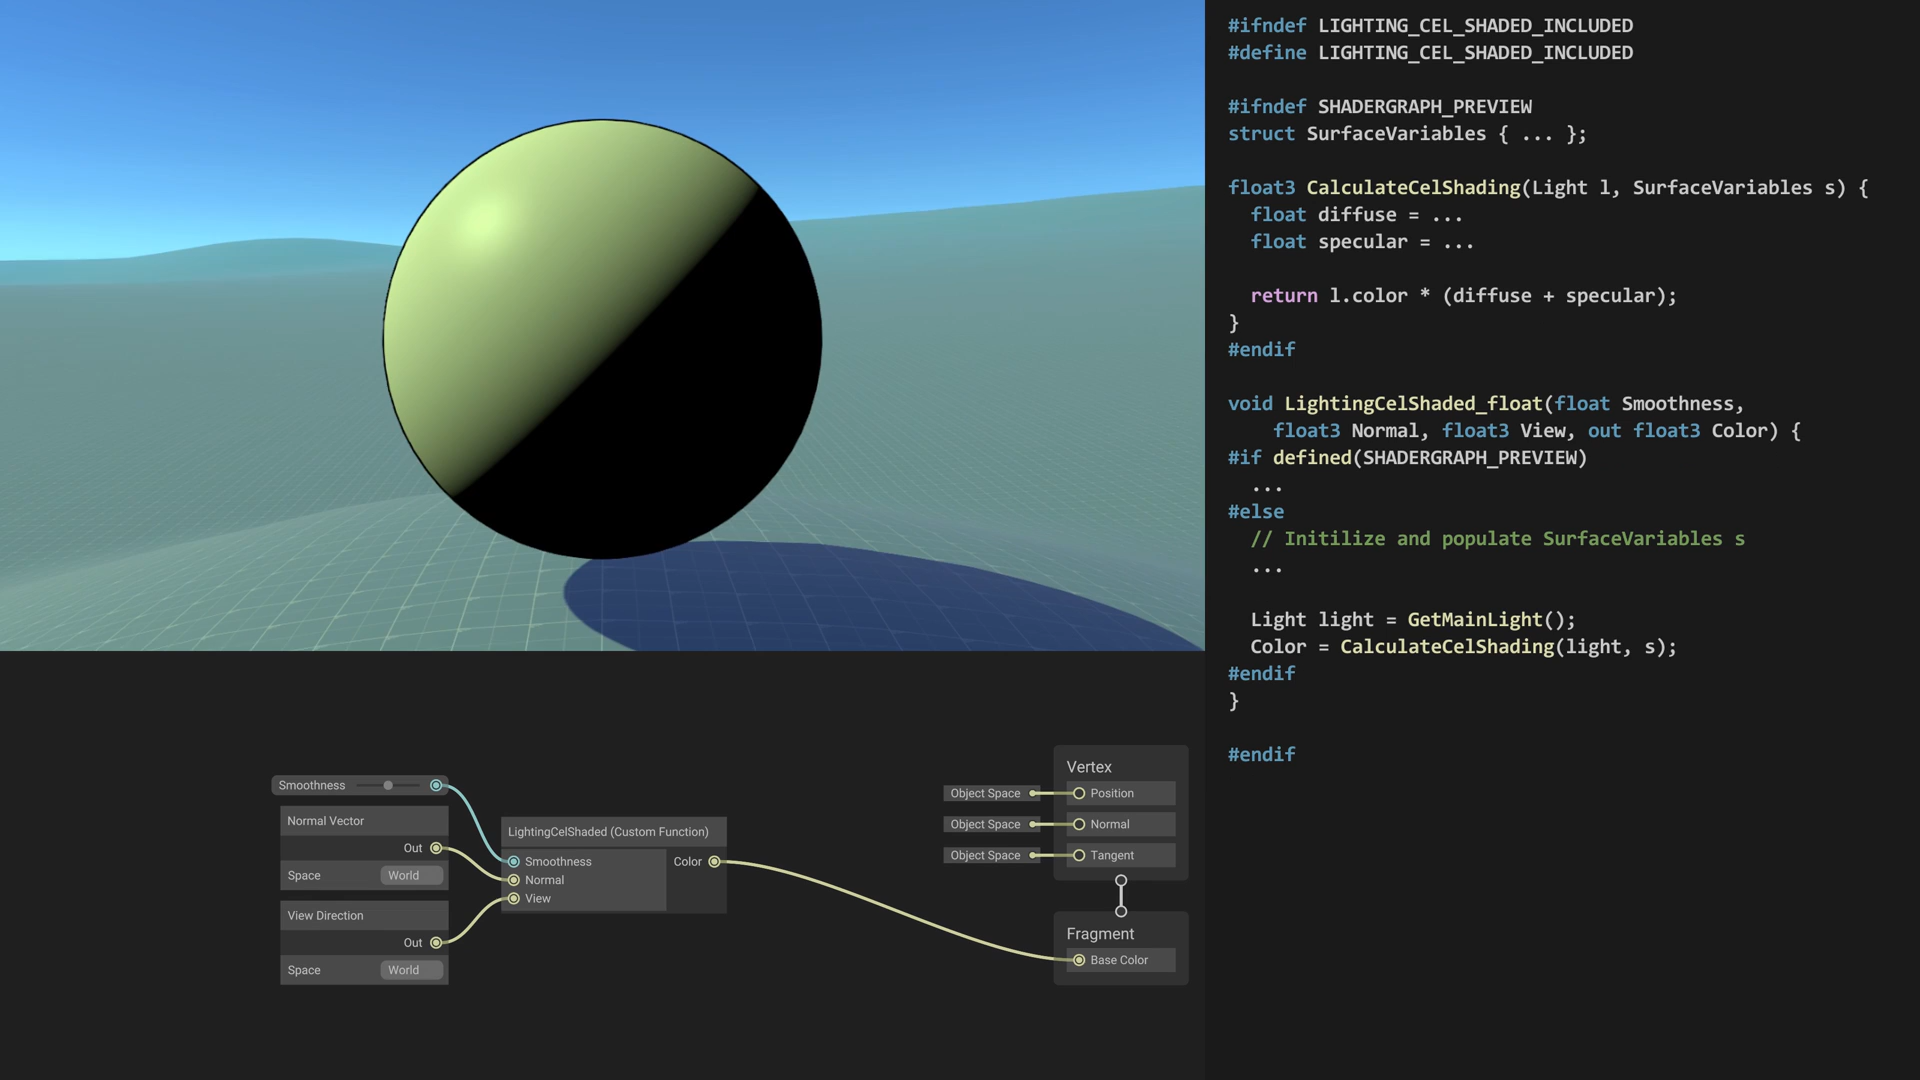 #ifndef LIGHTING_CEL_SHADED_INCLUDED
#define LIGHTING_CEL_SHADED_INCLUDED
#ifndef SHADERGRAPH_PREVIEW
struct SurfaceVariables { ... };
float3 CalculateCelShading(Light l, SurfaceVariables s) {
float diffuse = ...
float specular = ...
return l.color * (diffuse + specular);
}
#endif
void LightingCelShaded_float(float Smoothness,
float3 Normal, float3 View, out float3 Color) {
#if defined(SHADERGRAPH_PREVIEW)
...
#else
// Initilize and populate SurfaceVariables s
...
Light light = GetMainLight();
Color = CalculateCelShading(light, s);
#endif
}
#endif
Smoothness
Normal Vector
Out
Space World
View Direction
Out
Space World
LightingCelShaded (Custom Function)
Smoothness Color
Normal
View
Vertex
Object Space Position
Object Space Normal
Object Space Tangent
Fragment
Base Color